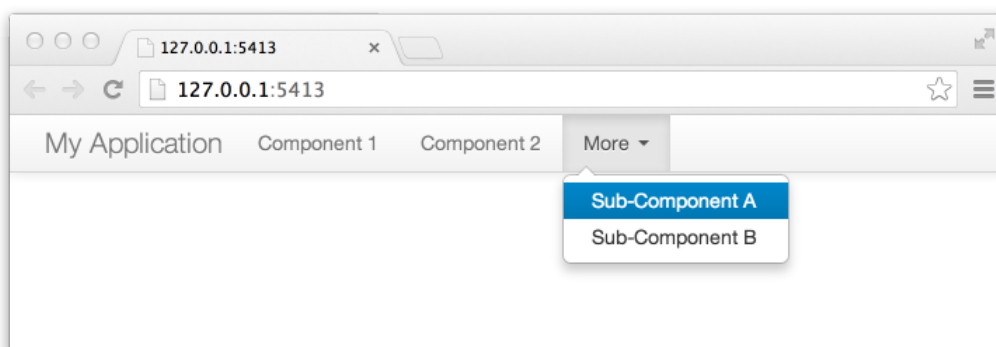 127.0.0.1:5413
127.0.0.1:5413
My Application Component 1 Component 2 More
Sub-Component A
Sub-Component B